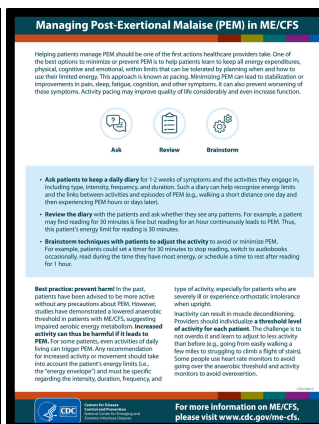 Managing Post-Exertional Malaise (PEM) in ME/CFS
Helping patients manage PEM should be one of the first actions healthcare providers take. One of
the best options to minimize or prevent PEM is to help patients learn to keep all energy expenditures,
physical, cognitive and emotional, within limits that can be tolerated by planning when and how to
use their limited energy. This approach is known as pacing. Minimizing PEM can lead to stabilization or
improvements in pain, sleep, fatigue, cognition, and other symptoms. It can also prevent worsening of
these symptoms. Activity pacing may improve quality of life considerably and even increase function.
Ask Review Brainstorm
• Ask patients to keep a daily diary for 1-2 weeks of symptoms and the activities they engage in,
including type, intensity, frequency, and duration. Such a diary can help recognize energy limits
and the links between activities and episodes of PEM (e.g., walking a short distance one day and
then experiencing PEM hours or days later).
• Review the diary with the patients and ask whether they see any patterns. For example, a patient
may find reading for 30 minutes is fine but reading for an hour continuously leads to PEM. Thus,
this patient's energy limit for reading is 30 minutes.
• Brainstorm techniques with patients to adjust the activity to avoid or minimize PEM.
For example, patients could set a timer for 30 minutes to stop reading, switch to audiobooks
occasionally, read during the time they have most energy, or schedule a time to rest after reading
for 1 hour.
Best practice: prevent harm! In the past,
patients have been advised to be more active
without any precautions about PEM. However,
studies have demonstrated a lowered anaerobic
threshold in patients with ME/CFS, suggesting
impaired aerobic energy metabolism. Increased
activity can thus be harmful if it leads to
PEM. For some patients, even activities of daily
living can trigger PEM. Any recommendation
for increased activity or movement should take
into account the patient's energy limits (i.e.,
the "energy envelope") and must be specific
regarding the intensity, duration, frequency, and
type of activity, especially for patients who are
severely ill or experience orthostatic intolerance
when upright.
Inactivity can result in muscle deconditioning.
Providers should individualize a threshold level
of activity for each patient. The challenge is to
not overdo it and learn to adjust to less activity
than before (e.g., going from easily walking a
few miles to struggling to climb a flight of stairs).
Some people use heart rate monitors to avoid
going over the anaerobic threshold and activity
monitors to avoid overexertion.
CDC
Centers for Disease
Control and Prevention
National Center for Emerging and
Zoonotic Infectious Diseases
For more information on ME/CFS,
please visit www.cdc.gov/me-cfs.